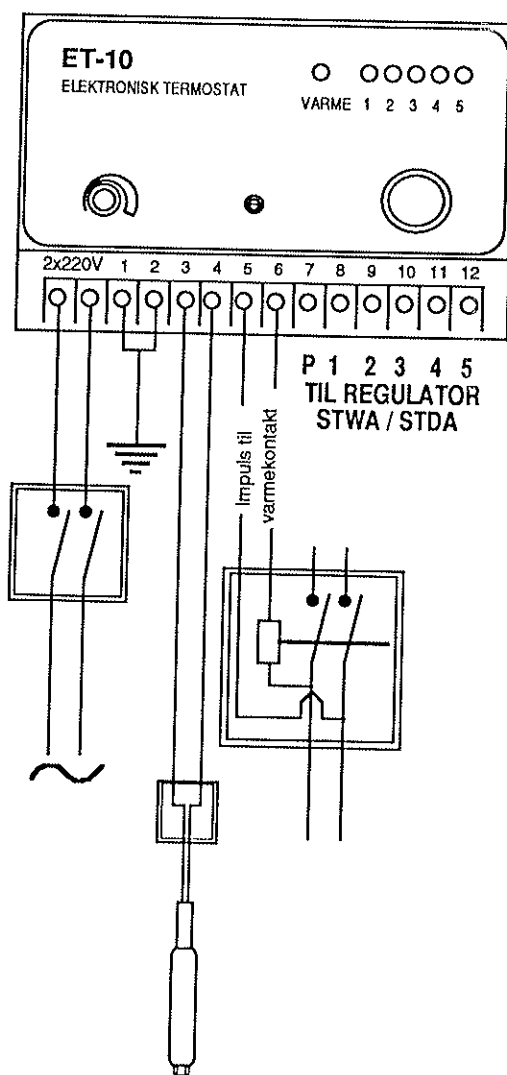 ET-10
ELEKTRONISK TERMOSTAT
VARME 1 2 3 4 5
2x220V 1 2 3 4 5 6 7 8 9 10 11 12
P 1 2 3 4 5
TIL REGULATOR
STWA / STDA
Impuls til
varmekontakt